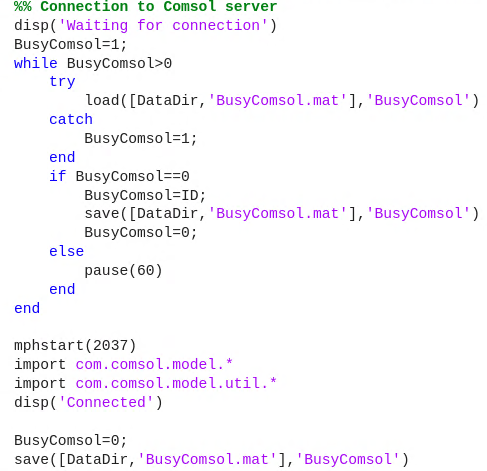 %% Connection to Comsol server
disp('Waiting for connection')
BusyComsol=1;
while BusyComsol>0
    try
        load([DataDir,'BusyComsol.mat'],'BusyComsol')
    catch
        BusyComsol=1;
    end
    if BusyComsol==0
        BusyComsol=ID;
        save([DataDir,'BusyComsol.mat'],'BusyComsol')
        BusyComsol=0;
    else
        pause(60)
    end
end

mphstart(2037)
import com.comsol.model.*
import com.comsol.model.util.*
disp('Connected')

BusyComsol=0;
save([DataDir,'BusyComsol.mat'],'BusyComsol')